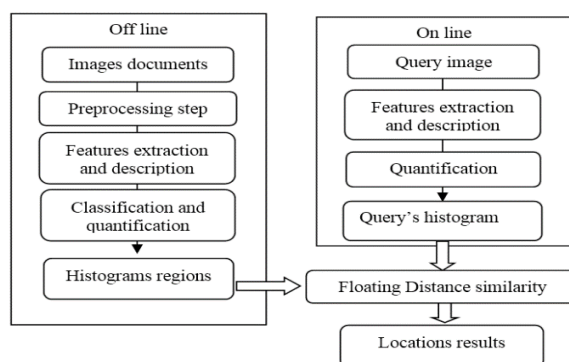 Off line
Images documents
Preprocessing step
Features extraction
and description
Classification and
quantification
Histograms regions
On line
Query image
Features extraction
and description
Quantification
Query's histogram
Floating Distance similarity
Locations results